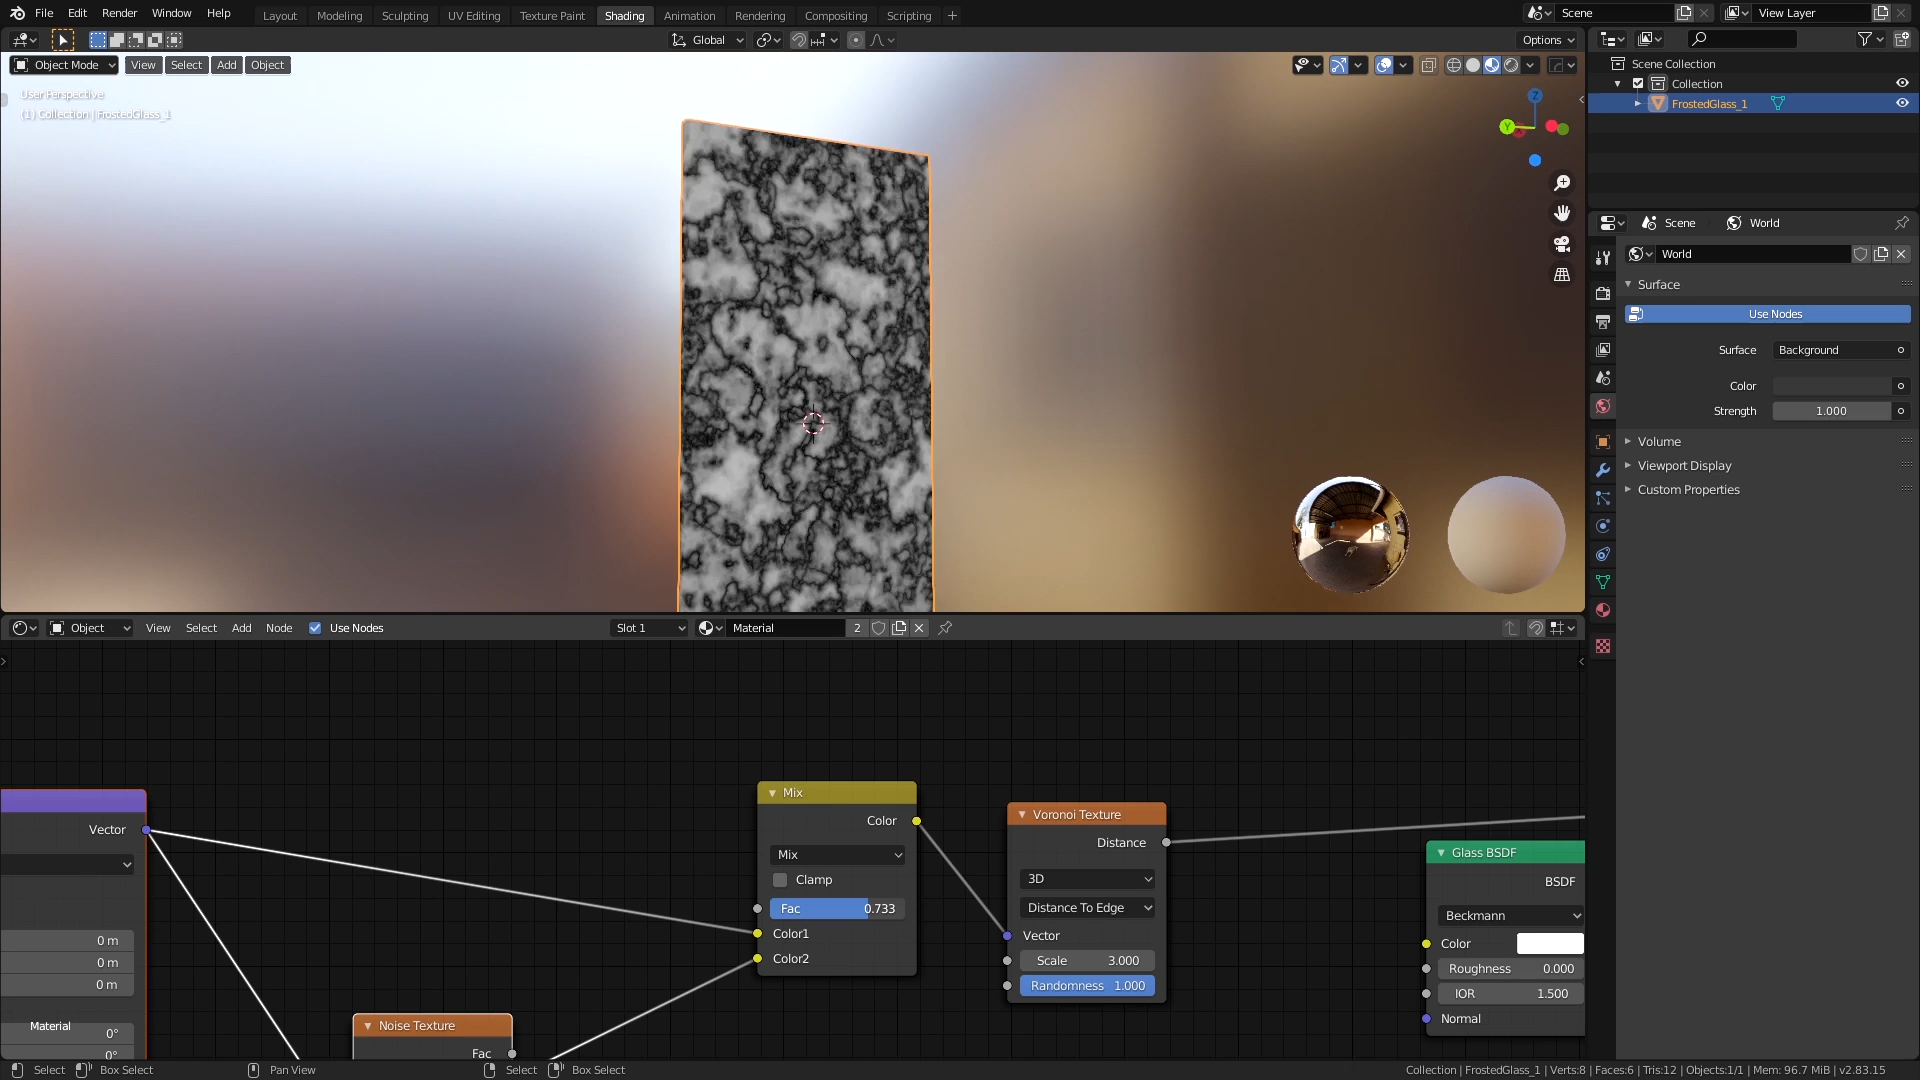 File Edit Render Window Help Layout Modeling Sculpting UV Editing Texture Paint Shading Animation Rendering Compositing Scripting + Scene View Layer
Global Options
Object Mode View Select Add Object
User Perspective
(1) Collection | FrostedGlass_1
Z
Y
Scene Collection
Collection
FrostedGlass_1
Scene World
World
Surface
Use Nodes
Surface Background
Color
Strength 1.000
Volume
Viewport Display
Custom Properties
Object View Select Add Node Use Nodes Slot 1 Material 2
Vector
0 m
0 m
0 m
Material
0°
0°
Mix
Color
Mix
Clamp
Fac 0.733
Color1
Color2
Noise Texture
Fac
Voronoi Texture
Distance
3D
Distance To Edge
Vector
Scale 3.000
Randomness 1.000
Glass BSDF
BSDF
Beckmann
Color
Roughness 0.000
IOR 1.500
Normal
Select Box Select Pan View Select Box Select Collection | FrostedGlass_1 | Verts:8 | Faces:6 | Tris:12 | Objects:1/1 | Mem: 96.7 MiB | v2.83.15